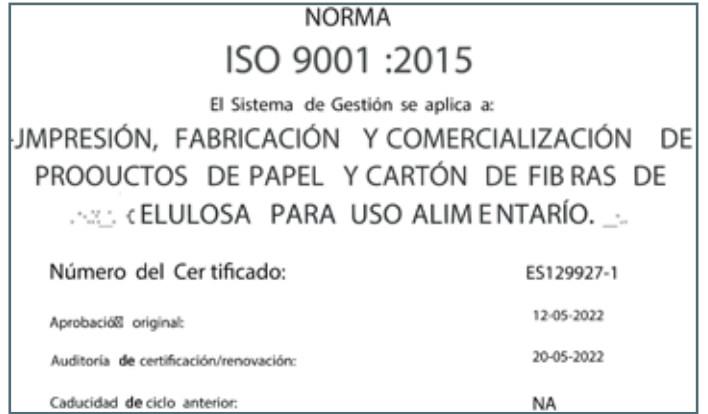 NORMA
ISO 9001 :2015
El Sistema de Gestión se aplica a:
-JMPRESIÓN, FABRICACIÓN Y COMERCIALIZACIÓN DE
PROOUCTOS DE PAPEL Y CARTÓN DE FIB RAS DE
ELULOSA PARA USO ALIM ENTARÍO.
Número del Cer tificado: ES129927-1
Aprobació original: 12-05-2022
Auditoría de certificación/renovación: 20-05-2022
Caducidad de ciclo anterior: NA